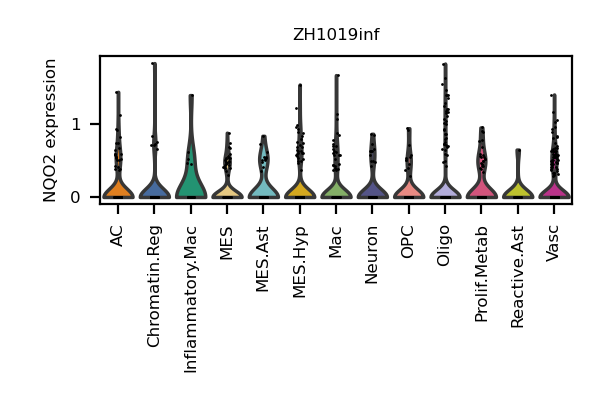 ZH1019inf
NQO2 expression
1
0
AC
Chromatin.Reg
Inflammatory.Mac
MES
MES.Ast
MES.Hyp
Mac
Neuron
OPC
Oligo
Prolif.Metab
Reactive.Ast
Vasc